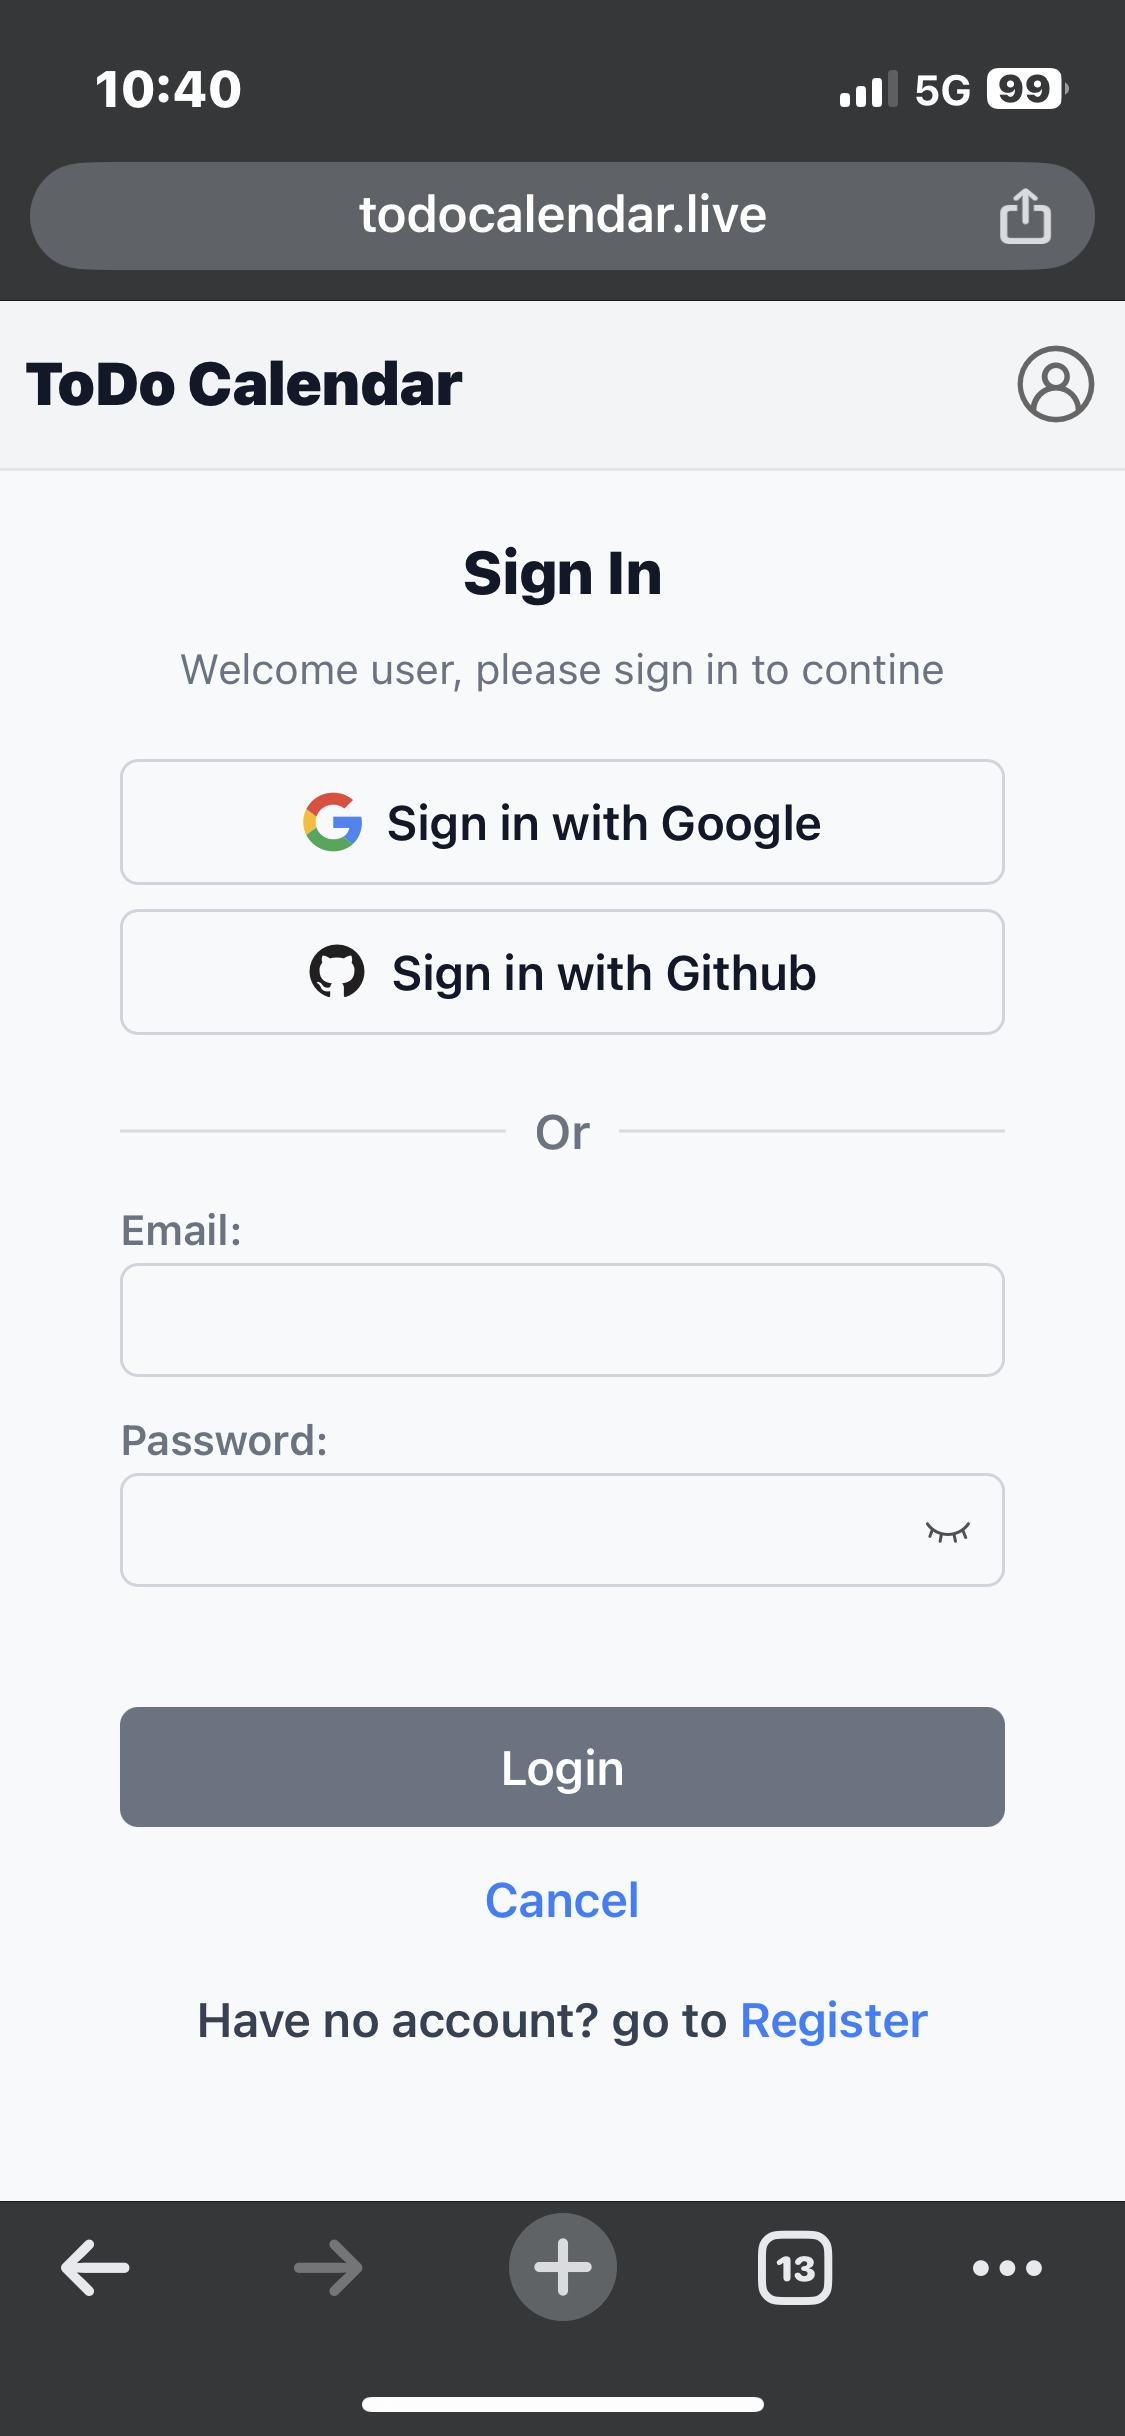 10:40
5G 99
todocalendar.live
ToDo Calendar
Sign In
Welcome user, please sign in to contine
Sign in with Google
Sign in with Github
Or
Email:
Password:
Login
Cancel
Have no account? go to Register
13